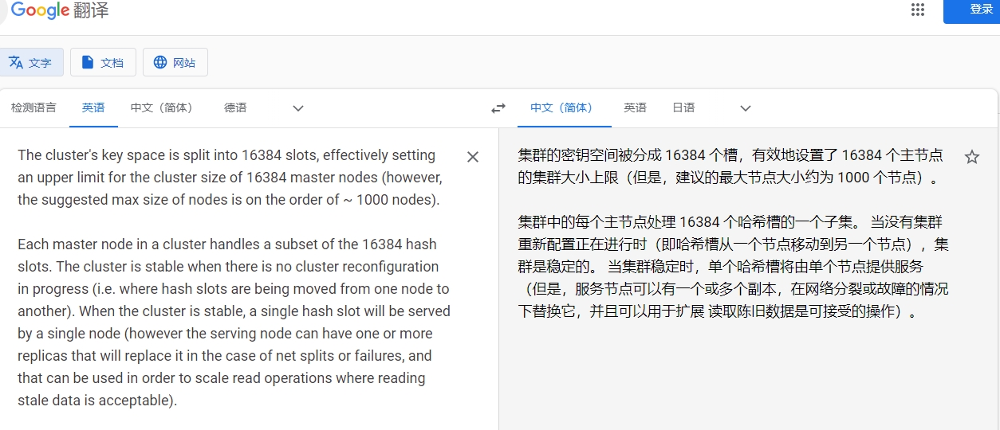 Google 翻译
登录
文字
文档
网站
检测语言
英语
中文（简体）
德语
中文（简体）
英语
日语
The cluster's key space is split into 16384 slots, effectively setting
an upper limit for the cluster size of 16384 master nodes (however,
the suggested max size of nodes is on the order of ~ 1000 nodes).
Each master node in a cluster handles a subset of the 16384 hash
slots. The cluster is stable when there is no cluster reconfiguration
in progress (i.e. where hash slots are being moved from one node to
another). When the cluster is stable, a single hash slot will be served
by a single node (however the serving node can have one or more
replicas that will replace it in the case of net splits or failures, and
that can be used in order to scale read operations where reading
stale data is acceptable).
集群的密钥空间被分成 16384 个槽，有效地设置了 16384 个主节点
的集群大小上限（但是，建议的最大节点大小约为 1000 个节点）。
集群中的每个主节点处理 16384 个哈希槽的一个子集。 当没有集群
重新配置正在进行时（即哈希槽从一个节点移动到另一个节点），集
群是稳定的。 当集群稳定时，单个哈希槽将由单个节点提供服务
（但是，服务节点可以有一个或多个副本，在网络分裂或故障的情况
下替换它，并且可以用于扩展 读取陈旧数据是可接受的操作）。